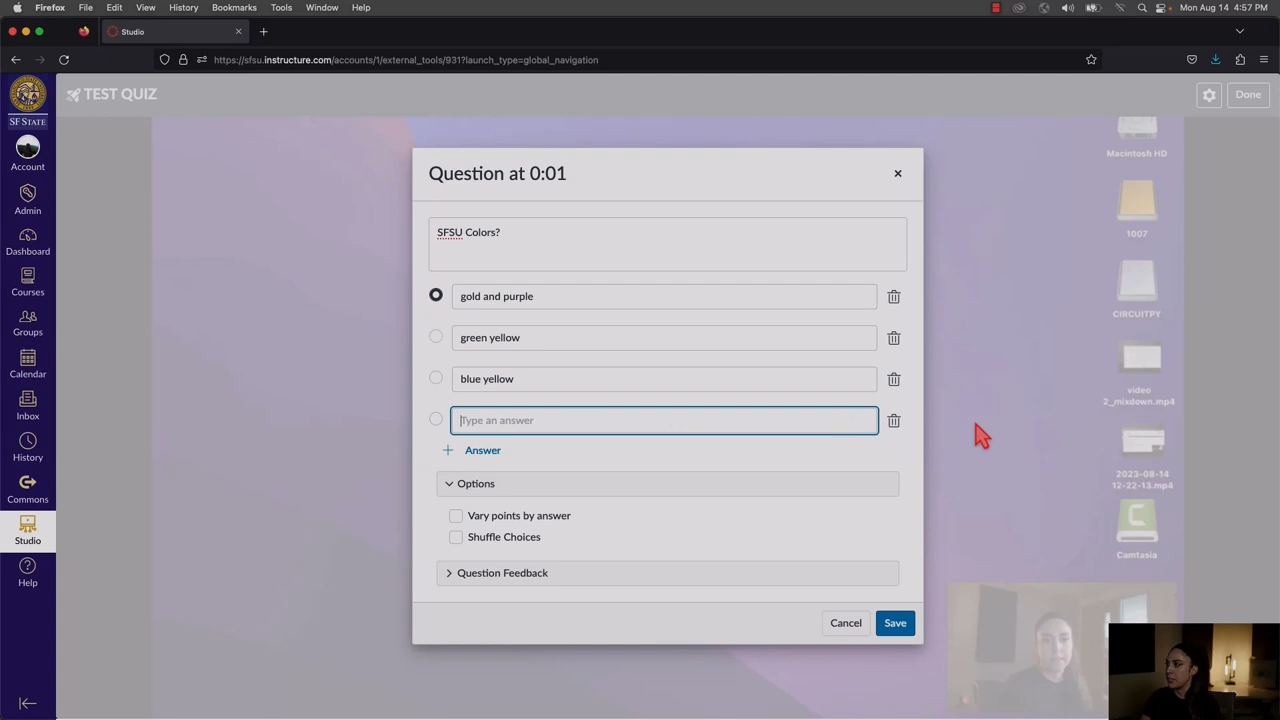 Firefox File Edit View History Bookmarks Tools Window Help Mon Aug 14 4:57 PM
Studio
https://sfsu.instructure.com/accounts/1/external_tools/931?launch_type=global_navigation
SF STATE
Account
Admin
Dashboard
Courses
Groups
Calendar
Inbox
History
Commons
Studio
Help
TEST QUIZ
Done
Question at 0:01
SFSU Colors?
gold and purple
green yellow
blue yellow
Type an answer
Answer
Options
Vary points by answer
Shuffle Choices
Question Feedback
Cancel Save
Macintosh HD
1007
CIRCUITPY
video
2_mixdown.mp4
2023-08-14
12-22-13.mp4
Camtasia